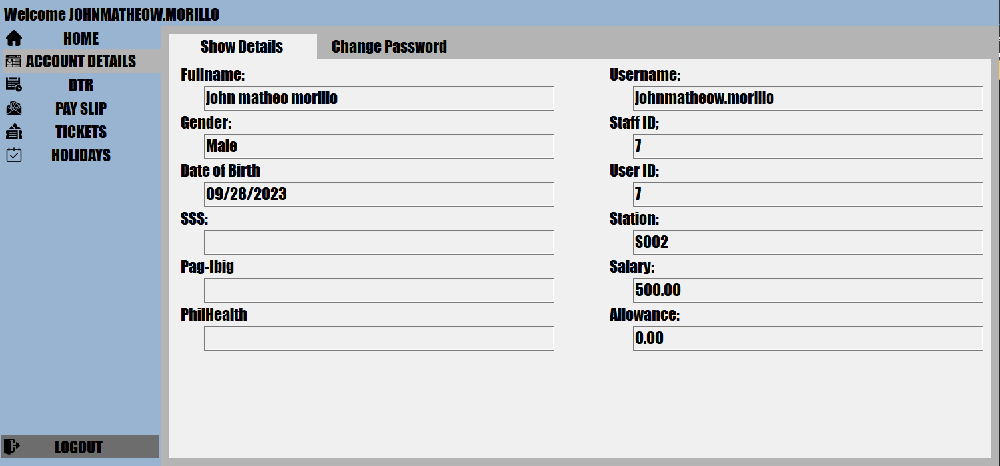 Welcome JOHNMATHEOW.MORILLO
HOME
ACCOUNT DETAILS
DTR
PAY SLIP
TICKETS
HOLIDAYS
LOGOUT
Show Details
Change Password
Fullname:
john matheo morillo
Gender:
Male
Date of Birth
09/28/2023
SSS:
Pag-Ibig
PhilHealth
Username:
johnmatheow.morillo
Staff ID;
7
User ID:
7
Station:
S002
Salary:
500.00
Allowance:
0.00